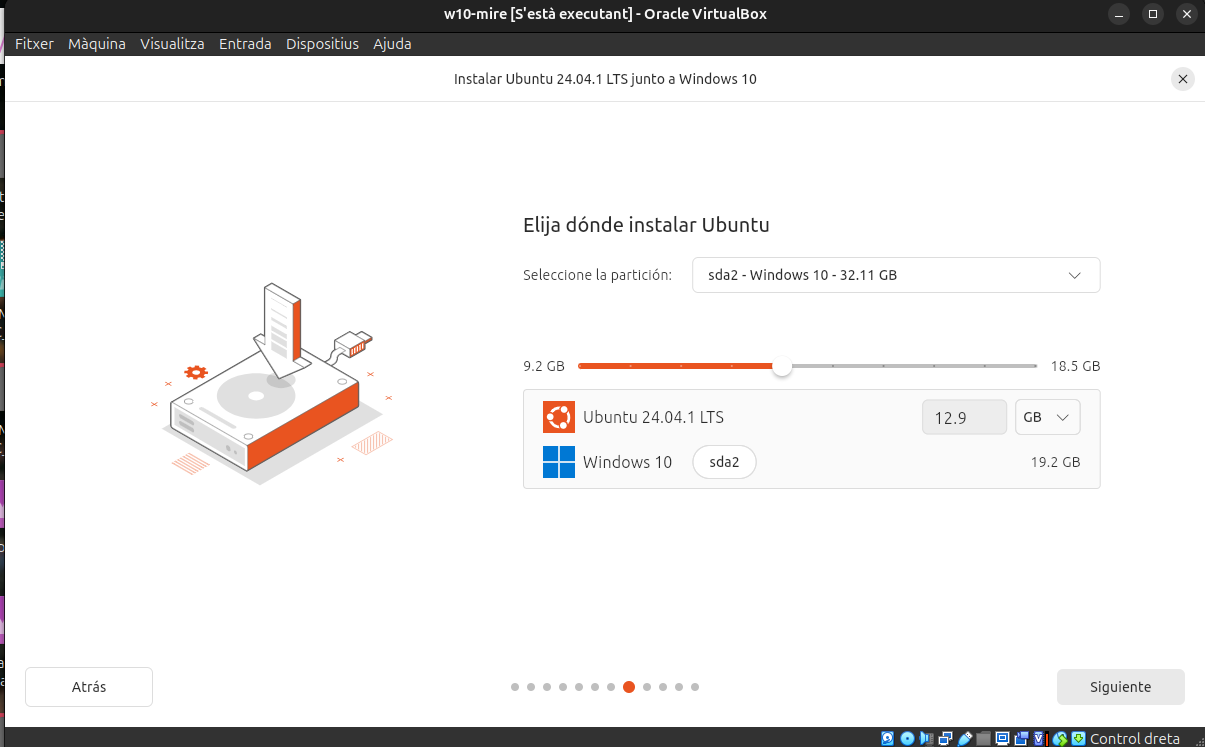 w10-mire [S'està executant] - Oracle VirtualBox
Fitxer Màquina Visualitza Entrada Dispositius Ajuda
Instalar Ubuntu 24.04.1 LTS junto a Windows 10
Elija dónde instalar Ubuntu
Seleccione la partición: sda2 - Windows 10 - 32.11 GB
9.2 GB 18.5 GB
Ubuntu 24.04.1 LTS 12.9 GB
Windows 10 sda2 19.2 GB
Atrás Siguiente
Control dreta